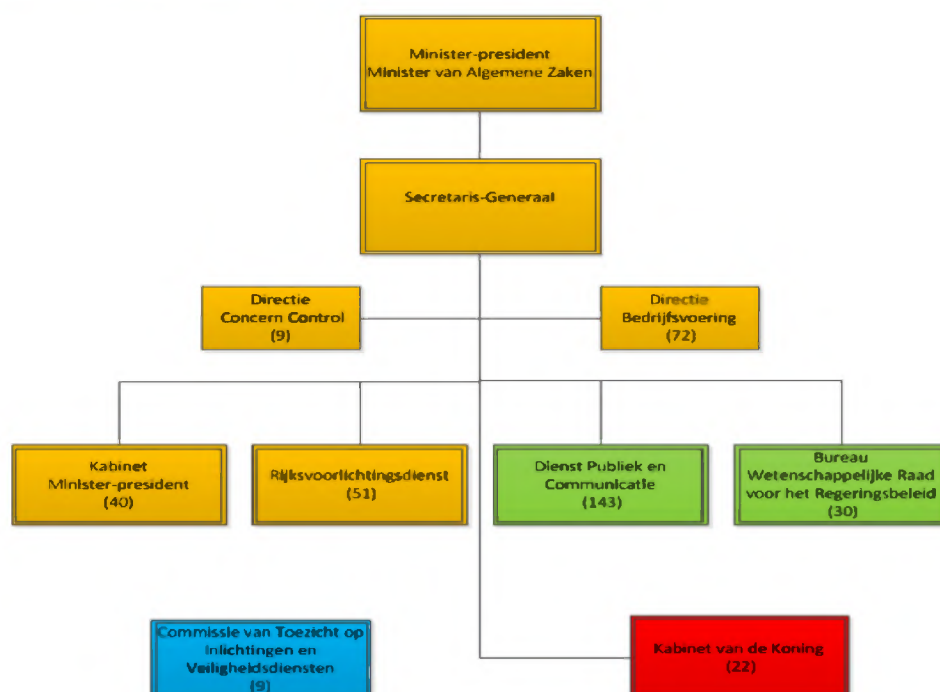 Minister-president
Minister van Algemene Zaken
Secretaris-Generaal
Directie
Concern Control
(9)
Directie
Bedrijfsvoering
(72)
Kabinet
Minister-president
(40)
Rijksvoorlichtingsdienst
(51)
Dienst Publiek en
Communicatie
(143)
Bureau
Wetenschappelijke Raad
voor het Regeringsbeleid
(30)
Commissie van Toezicht op
Inlichtingen en
Veiligheidsdiensten
(9)
Kabinet van de Koning
(22)